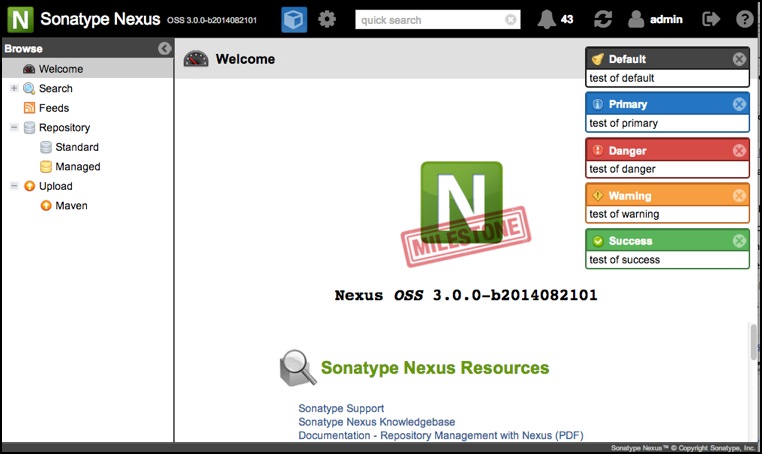 N Sonatype Nexus OSS 3.0.0-b2014082101 quick search 43 admin
Browse
Welcome
Search
Feeds
Repository
Standard
Managed
Upload
Maven
Welcome
Default
test of default
Primary
test of primary
Danger
test of danger
Warning
test of warning
Success
test of success
N
MILESTONE
Nexus OSS 3.0.0-b2014082101
Sonatype Nexus Resources
Sonatype Support
Sonatype Nexus Knowledgebase
Documentation - Repository Management with Nexus (PDF)
Sonatype Nexus™ © Copyright Sonatype, Inc.